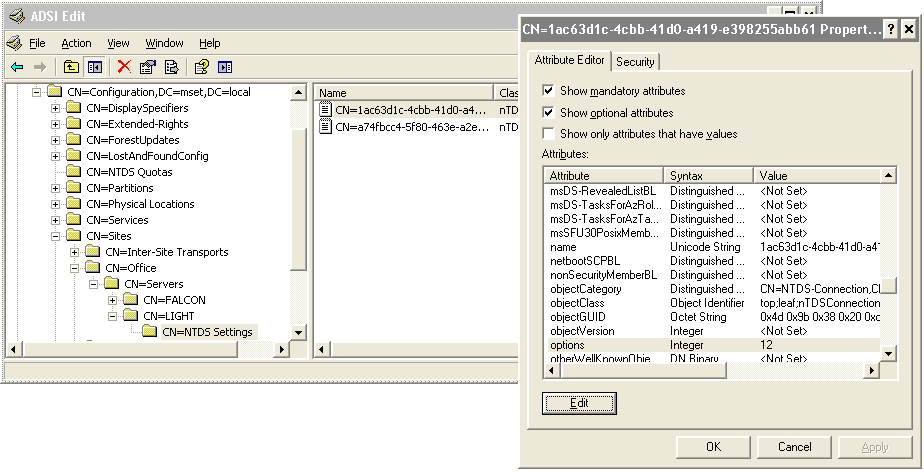 ADSI Edit
File Action View Window Help
CN=Configuration,DC=mset,DC=local
CN=DisplaySpecifiers
CN=Extended-Rights
CN=ForestUpdates
CN=LostAndFoundConfig
CN=NTDS Quotas
CN=Partitions
CN=Physical Locations
CN=Services
CN=Sites
CN=Inter-Site Transports
CN=Office
CN=Servers
CN=FALCON
CN=LIGHT
CN=NTDS Settings
Name Clas
CN=1ac63d1c-4cbb-41d0-a4... nTD
CN=a74fbcc4-5f80-463e-a2e... nTD
CN=1ac63d1c-4cbb-41d0-a419-e398255abb61 Propert...
Attribute Editor Security
Show mandatory attributes
Show optional attributes
Show only attributes that have values
Attributes:
Attribute Syntax Value
msDS-RevealedListBL Distinguished ... <Not Set>
msDS-TasksForAzRol... Distinguished ... <Not Set>
msDS-TasksForAzTa... Distinguished ... <Not Set>
msSFU30PosixMemb... Distinguished ... <Not Set>
name Unicode String 1ac63d1c-4cbb-41d0-a41
netbootSCPBL Distinguished ... <Not Set>
nonSecurityMemberBL Distinguished ... <Not Set>
objectCategory Distinguished ... CN=NTDS-Connection,C
objectClass Object Identifier top;leaf;nTDSConnection
objectGUID Octet String 0x4d 0x9b 0x38 0x20 0xc
objectVersion Integer <Not Set>
options Integer 12
otherWellKnownObje DN Binary <Not Set>
Edit
OK Cancel Apply